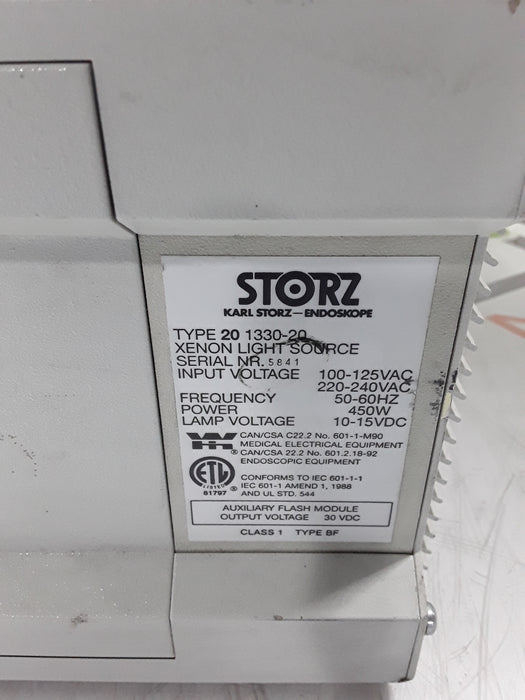 STORZ
KARL STORZ—ENDOSKOPE
TYPE 20 1330-20
XENON LIGHT SOURCE
SERIAL NR. 5841
INPUT VOLTAGE 100-125VAC
220-240VAC
FREQUENCY 50-60HZ
POWER 450W
LAMP VOLTAGE 10-15VDC
CAN/CSA C22.2 No. 601-1-M90
MEDICAL ELECTRICAL EQUIPMENT
® CAN/CSA 22.2 No. 601.2.18-92
ENDOSCOPIC EQUIPMENT
ETL LISTED ®
81797
CONFORMS TO IEC 601-1-1
IEC 601-1 AMEND 1, 1988
AND UL STD. 544
AUXILIARY FLASH MODULE
OUTPUT VOLTAGE 30 VDC
CLASS 1 TYPE BF